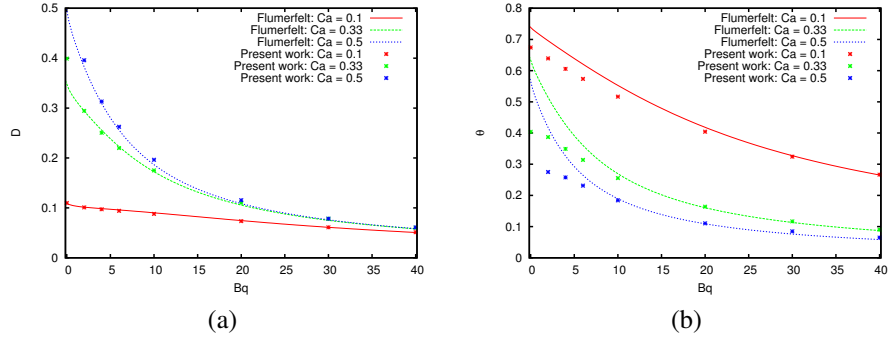 Flumerfelt: Ca = 0.1
Flumerfelt: Ca = 0.33
Flumerfelt: Ca = 0.5
Present work: Ca = 0.1
Present work: Ca = 0.33
Present work: Ca = 0.5
0.5
0.4
0.3
0.2
0.1
0
D
0 5 10 15 20 25 30 35 40
Bq
(a)
Flumerfelt: Ca = 0.1
Flumerfelt: Ca = 0.33
Flumerfelt: Ca = 0.5
Present work: Ca = 0.1
Present work: Ca = 0.33
Present work: Ca = 0.5
0.8
0.7
0.6
0.5
0.4
0.3
0.2
0.1
0
θ
0 5 10 15 20 25 30 35 40
Bq
(b)